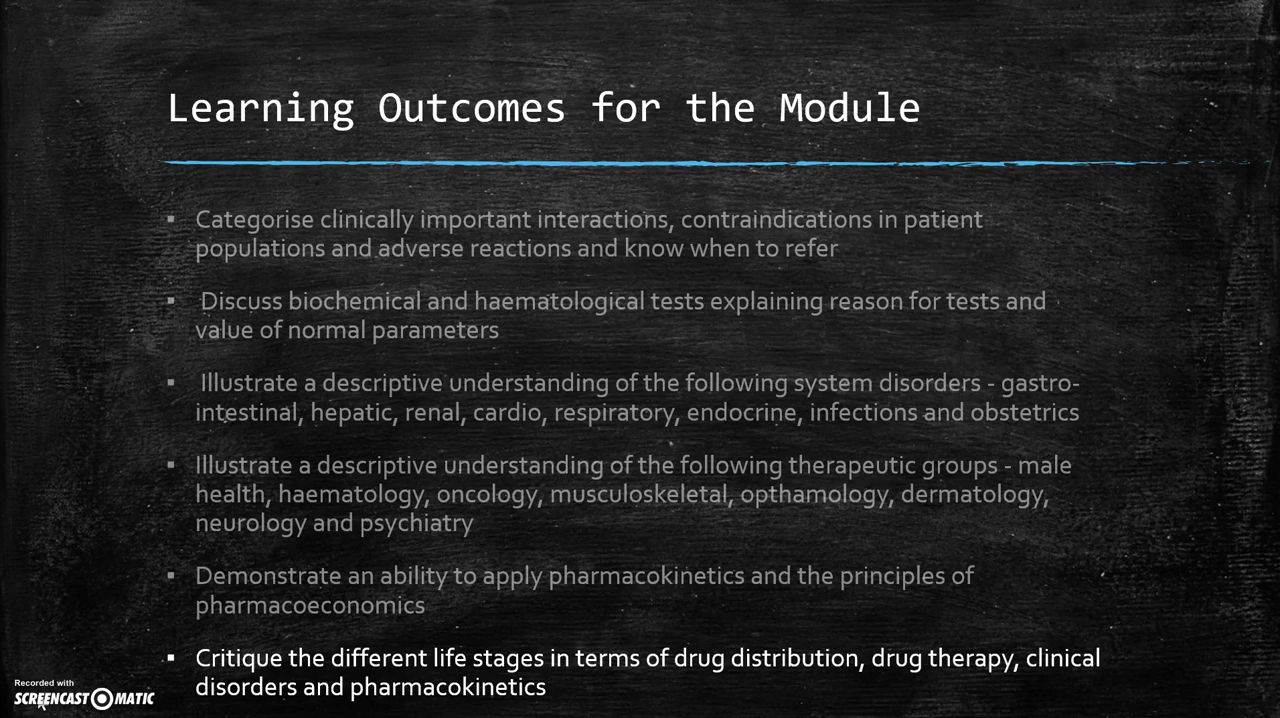 Learning Outcomes for the Module
▪ Categorise clinically important interactions, contraindications in patient
populations and adverse reactions and know when to refer
▪ Discuss biochemical and haematological tests explaining reason for tests and
value of normal parameters
▪ Illustrate a descriptive understanding of the following system disorders - gastro-
intestinal, hepatic, renal, cardio, respiratory, endocrine, infections and obstetrics
▪ Illustrate a descriptive understanding of the following therapeutic groups - male
health, haematology, oncology, musculoskeletal, opthamology, dermatology,
neurology and psychiatry
▪ Demonstrate an ability to apply pharmacokinetics and the principles of
pharmacoeconomics
▪ Critique the different life stages in terms of drug distribution, drug therapy, clinical
disorders and pharmacokinetics
Recorded with
SCREENCAST-O-MATIC